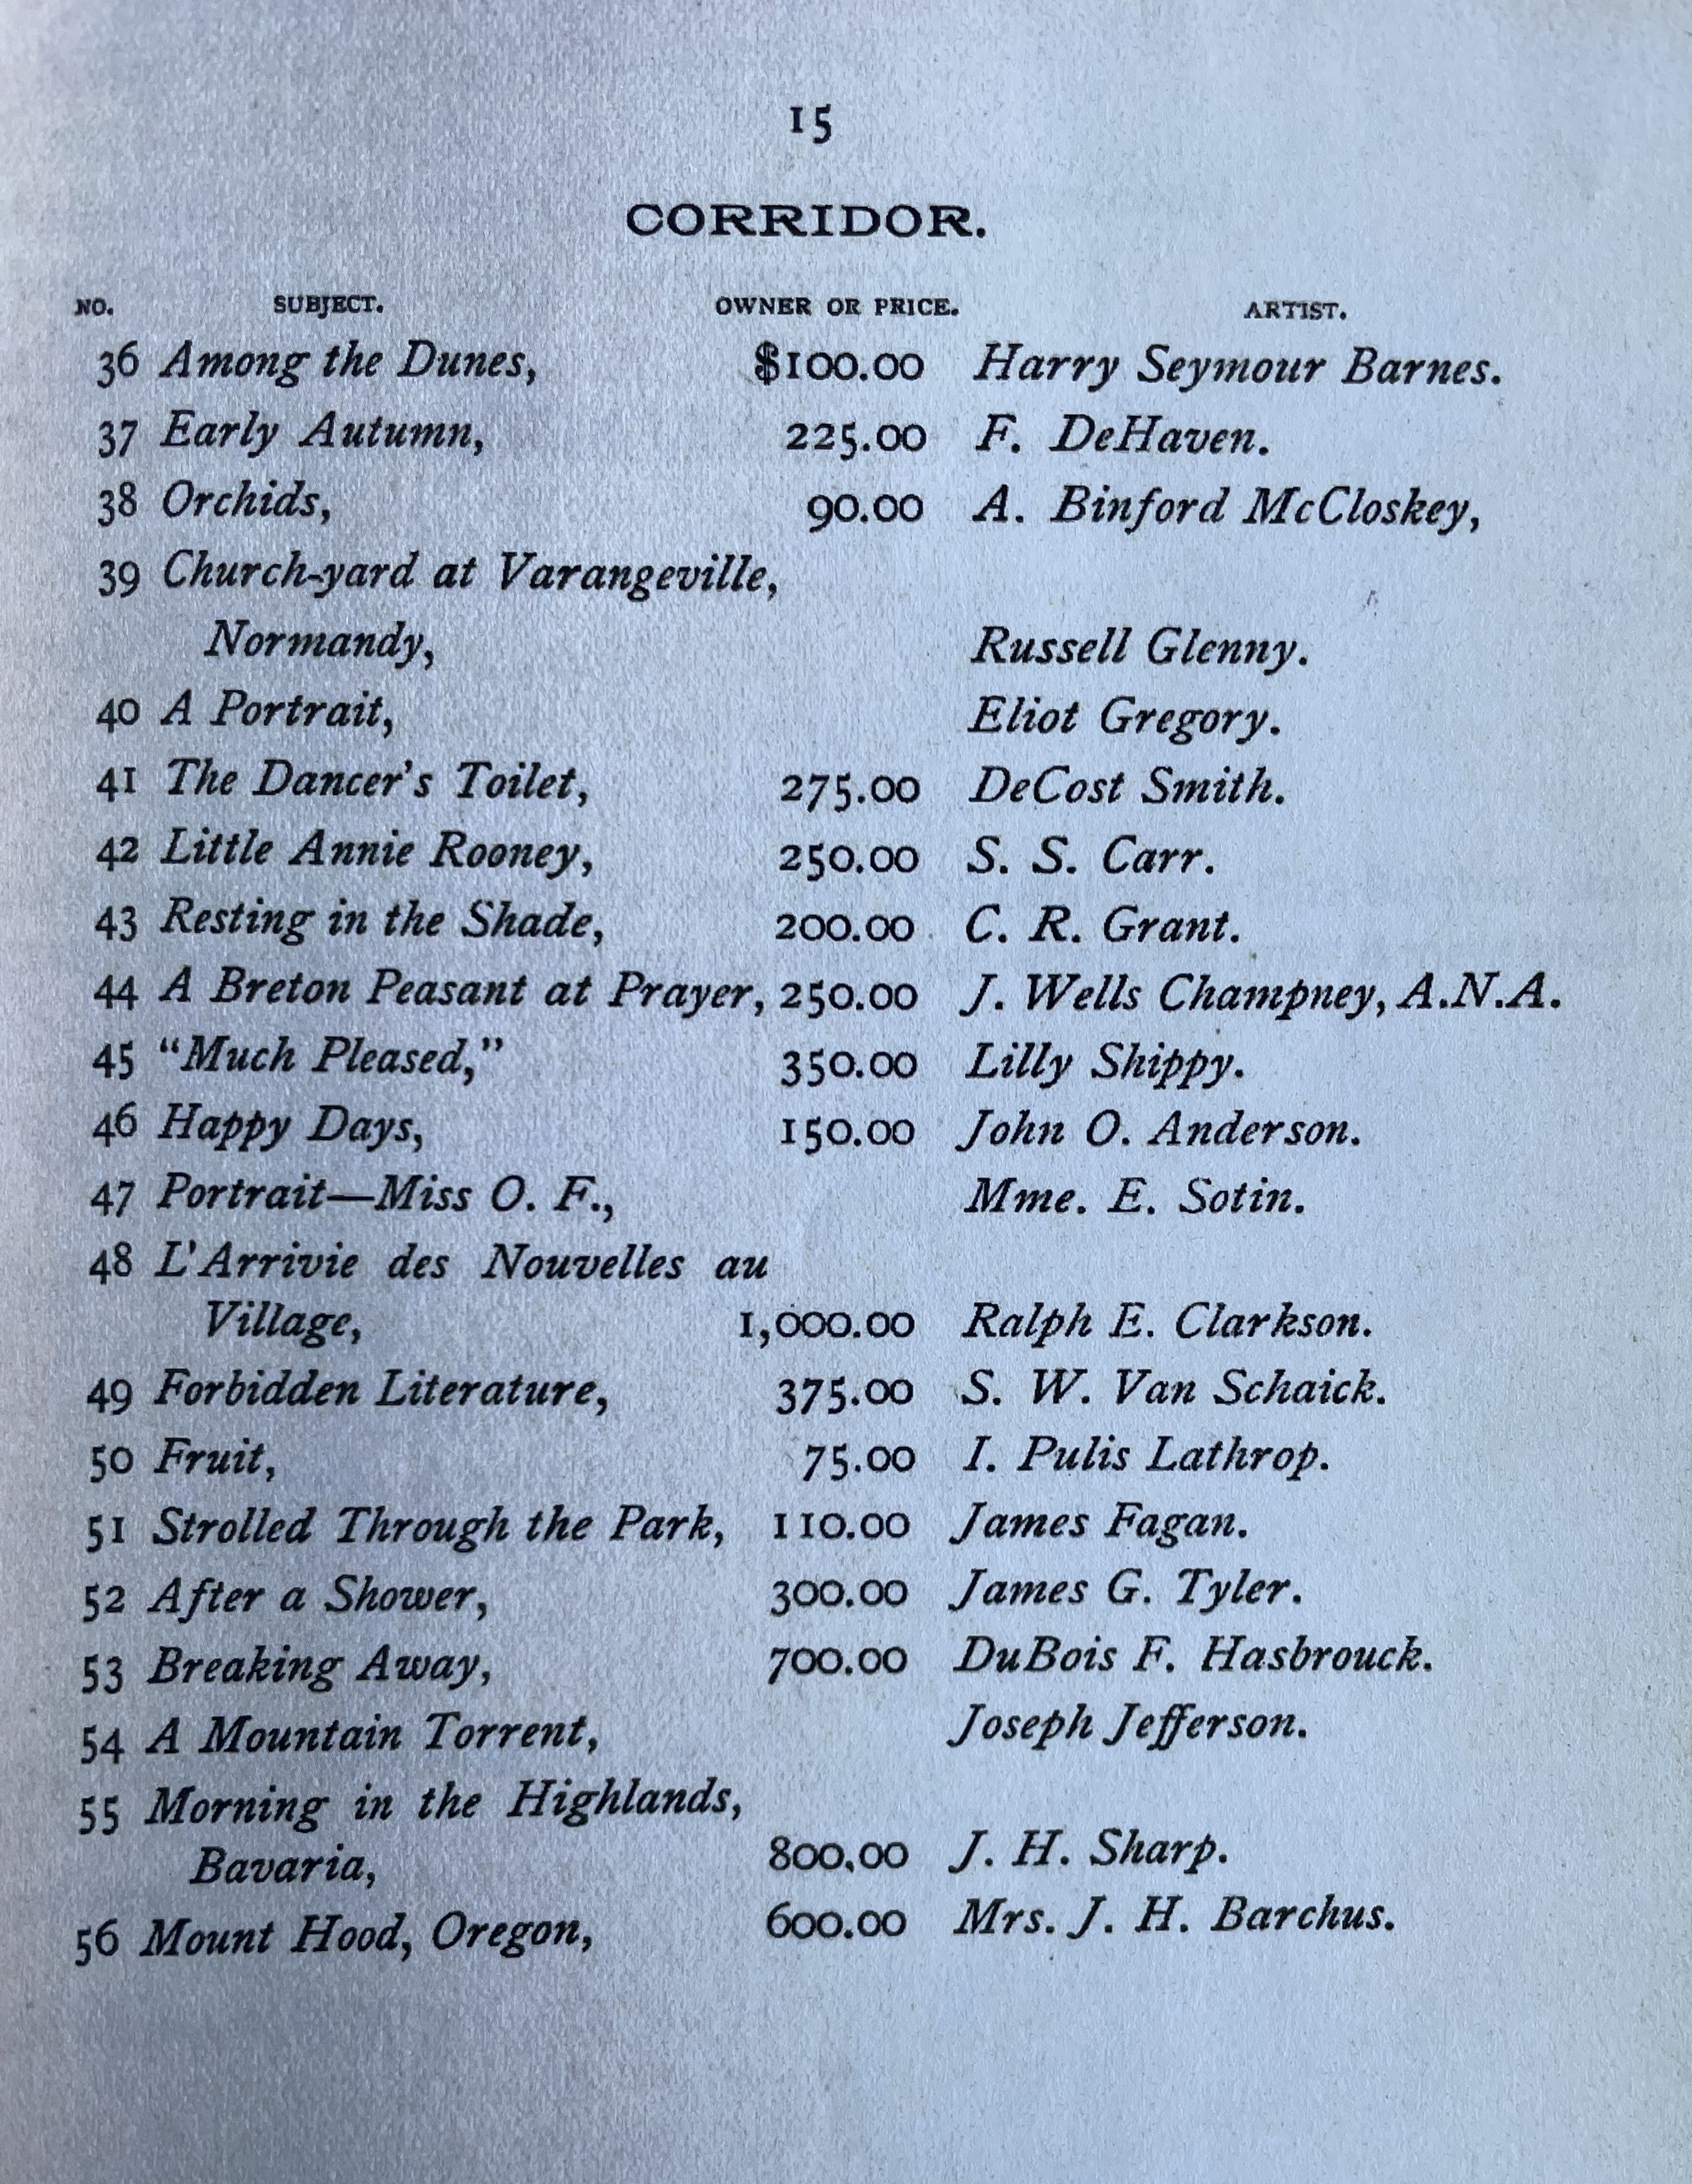 15
CORRIDOR.
NO. SUBJECT. OWNER OR PRICE. ARTIST.
36 Among the Dunes, $100.00 Harry Seymour Barnes.
37 Early Autumn, 225.00 F. DeHaven.
38 Orchids, 90.00 A. Binford McCloskey,
39 Church-yard at Varangeville,
Normandy, Russell Glenny.
40 A Portrait, Eliot Gregory.
41 The Dancer's Toilet, 275.00 DeCost Smith.
42 Little Annie Rooney, 250.00 S. S. Carr.
43 Resting in the Shade, 200.00 C. R. Grant.
44 A Breton Peasant at Prayer, 250.00 J. Wells Champney, A.N.A.
45 “Much Pleased,” 350.00 Lilly Shippy.
46 Happy Days, 150.00 John O. Anderson.
47 Portrait—Miss O. F., Mme. E. Sotin.
48 L'Arrivie des Nouvelles au
Village, 1,000.00 Ralph E. Clarkson.
49 Forbidden Literature, 375.00 S. W. Van Schaick.
50 Fruit, 75.00 I. Pulis Lathrop.
51 Strolled Through the Park, 110.00 James Fagan.
52 After a Shower, 300.00 James G. Tyler.
53 Breaking Away, 700.00 DuBois F. Hasbrouck.
54 A Mountain Torrent, Joseph Jefferson.
55 Morning in the Highlands,
Bavaria, 800.00 J. H. Sharp.
56 Mount Hood, Oregon, 600.00 Mrs. J. H. Barchus.